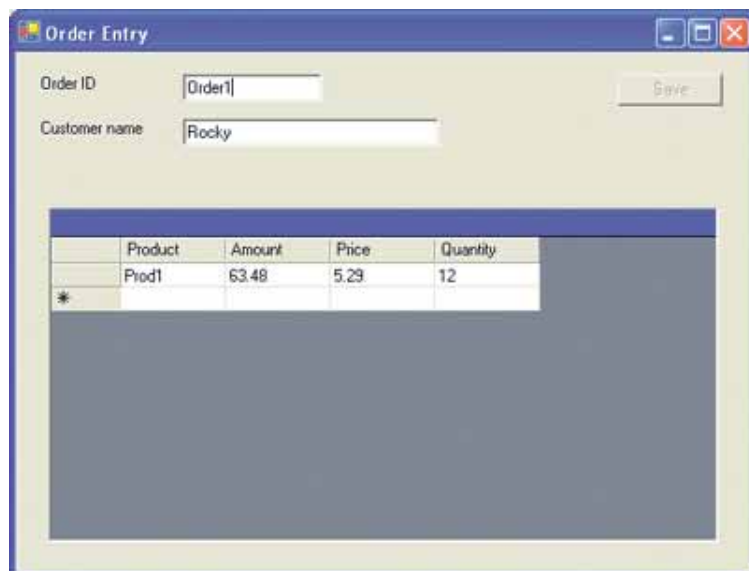 Order Entry
Order ID Order1 Save
Customer name Rocky
Product Amount Price Quantity
Prod1 63.48 5.29 12
*